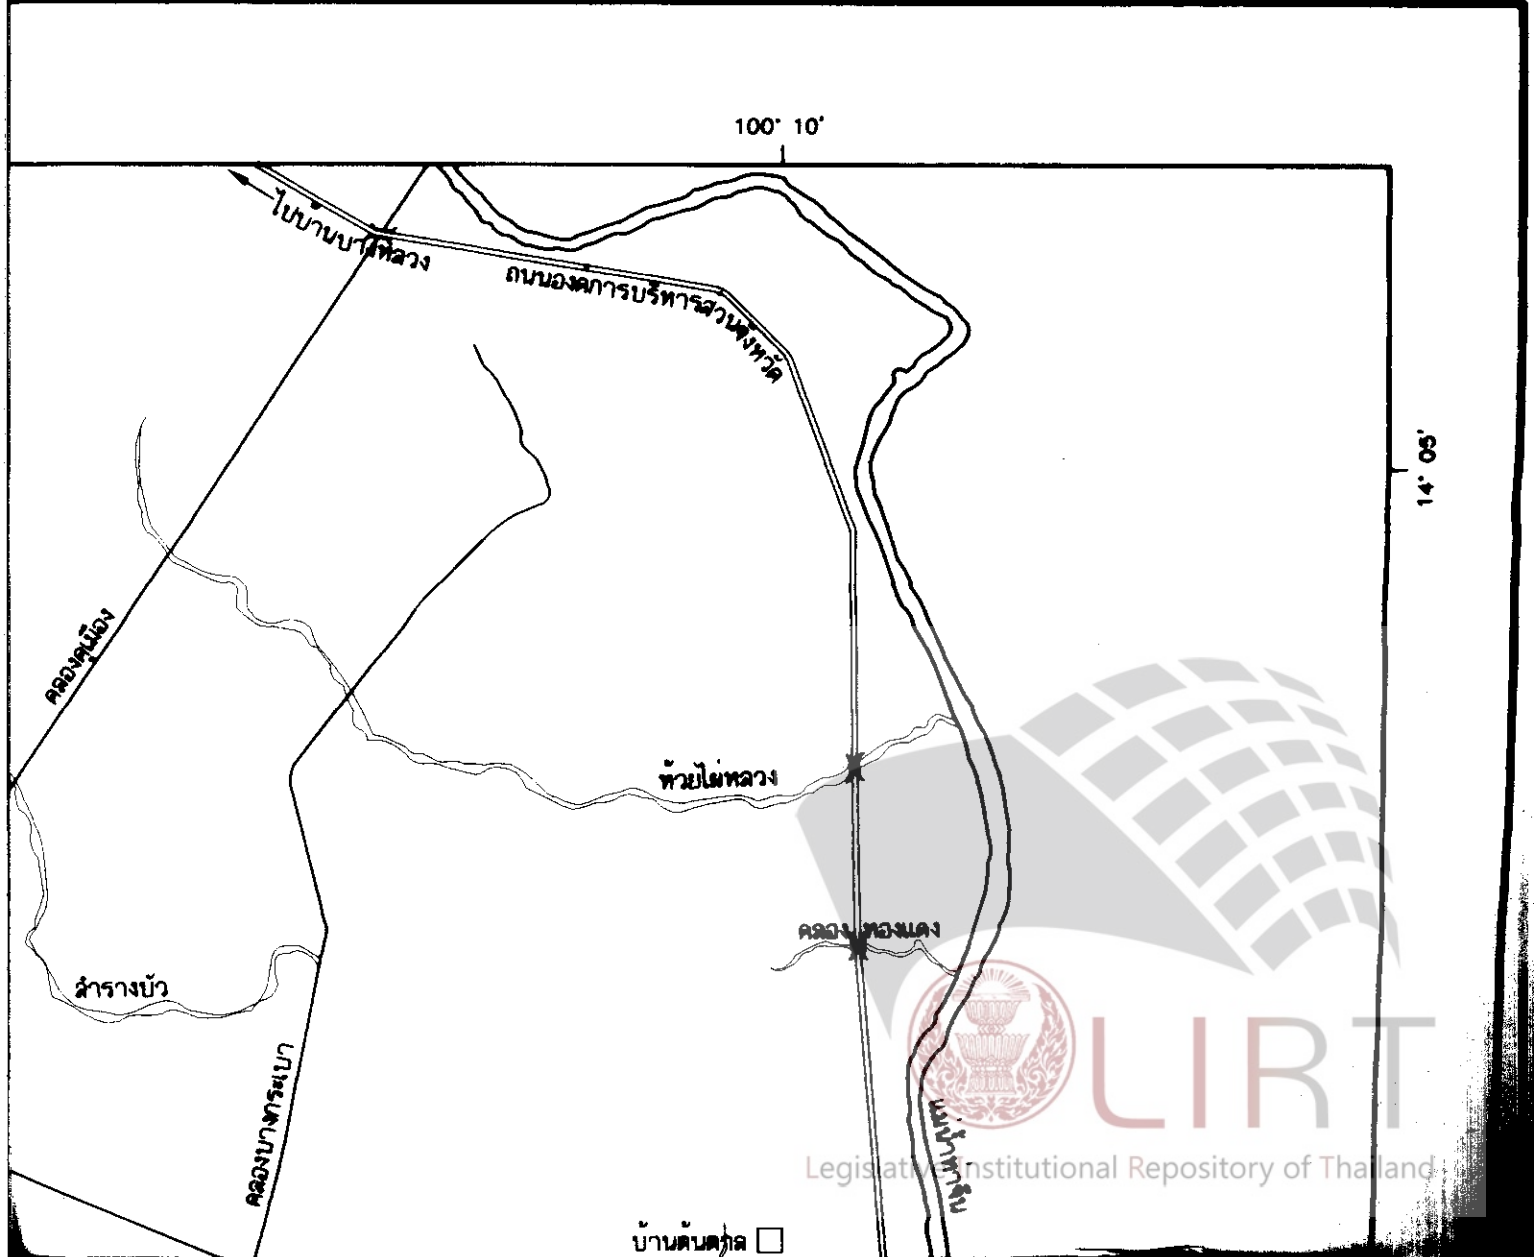 100° 10'
ไปบ้านบางหลวง
ถนนองค์การบริหารส่วนจังหวัด
14° 05'
คลองคูเมือง
ห้วยไผ่หลวง
คลองทองแดง
ลำรางบัว
คลองบางกระเบา
แม่น้ำท่าจีน
LIRT
Legislative Institutional Repository of Thailand
บ้านต้นตาล